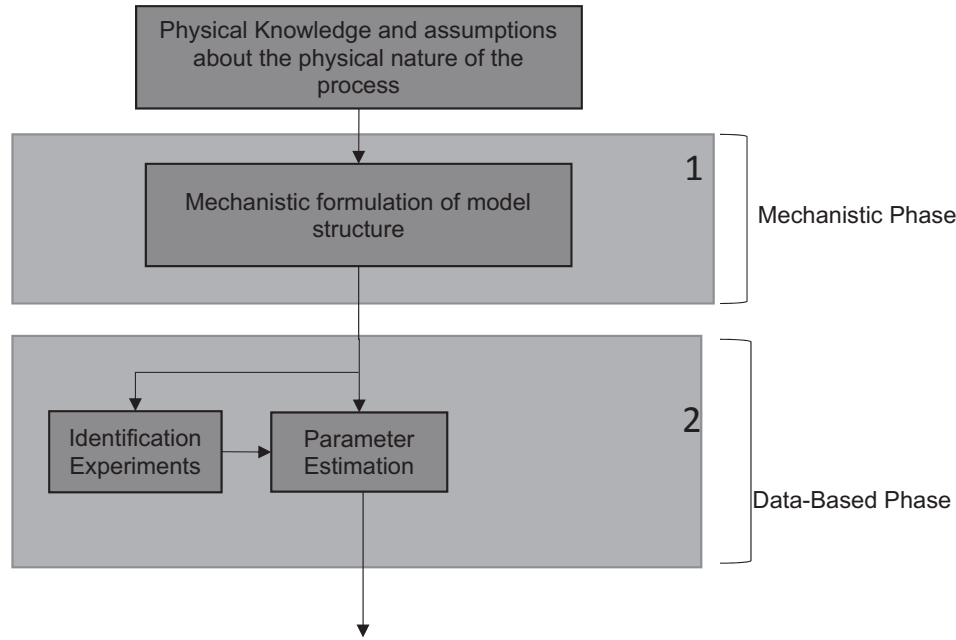 Physical Knowledge and assumptions
about the physical nature of the
process
1
Mechanistic formulation of model
structure
Mechanistic Phase
2
Identification
Experiments
Parameter
Estimation
Data-Based Phase